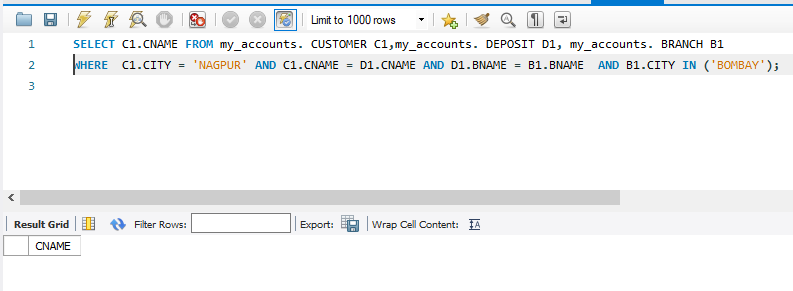 Limit to 1000 rows
1 SELECT C1.CNAME FROM my_accounts. CUSTOMER C1,my_accounts. DEPOSIT D1, my_accounts. BRANCH B1
2 WHERE  C1.CITY = 'NAGPUR' AND C1.CNAME = D1.CNAME AND D1.BNAME = B1.BNAME  AND B1.CITY IN ('BOMBAY');
3
Result Grid Filter Rows: Export: Wrap Cell Content:
CNAME